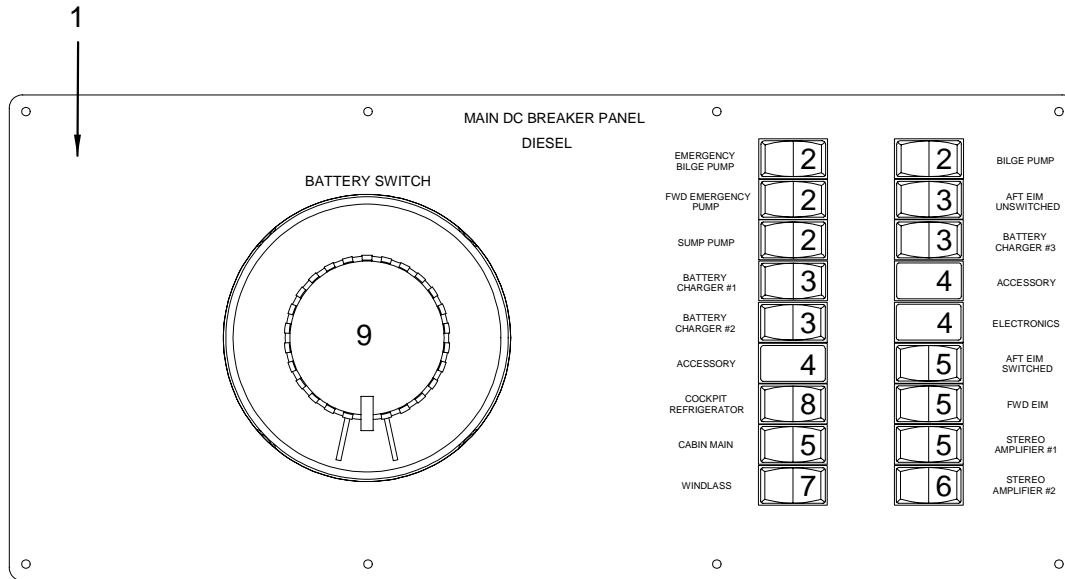 1
MAIN DC BREAKER PANEL
DIESEL
BATTERY SWITCH
9
EMERGENCY
BILGE PUMP
2
2
BILGE PUMP
FWD EMERGENCY
PUMP
2
3
AFT EIM
UNSWITCHED
SUMP PUMP
2
3
BATTERY
CHARGER #3
BATTERY
CHARGER #1
3
4
ACCESSORY
BATTERY
CHARGER #2
3
4
ELECTRONICS
ACCESSORY
4
5
AFT EIM
SWITCHED
COCKPIT
REFRIGERATOR
8
5
FWD EIM
CABIN MAIN
5
5
STEREO
AMPLIFIER #1
WINDLASS
7
6
STEREO
AMPLIFIER #2